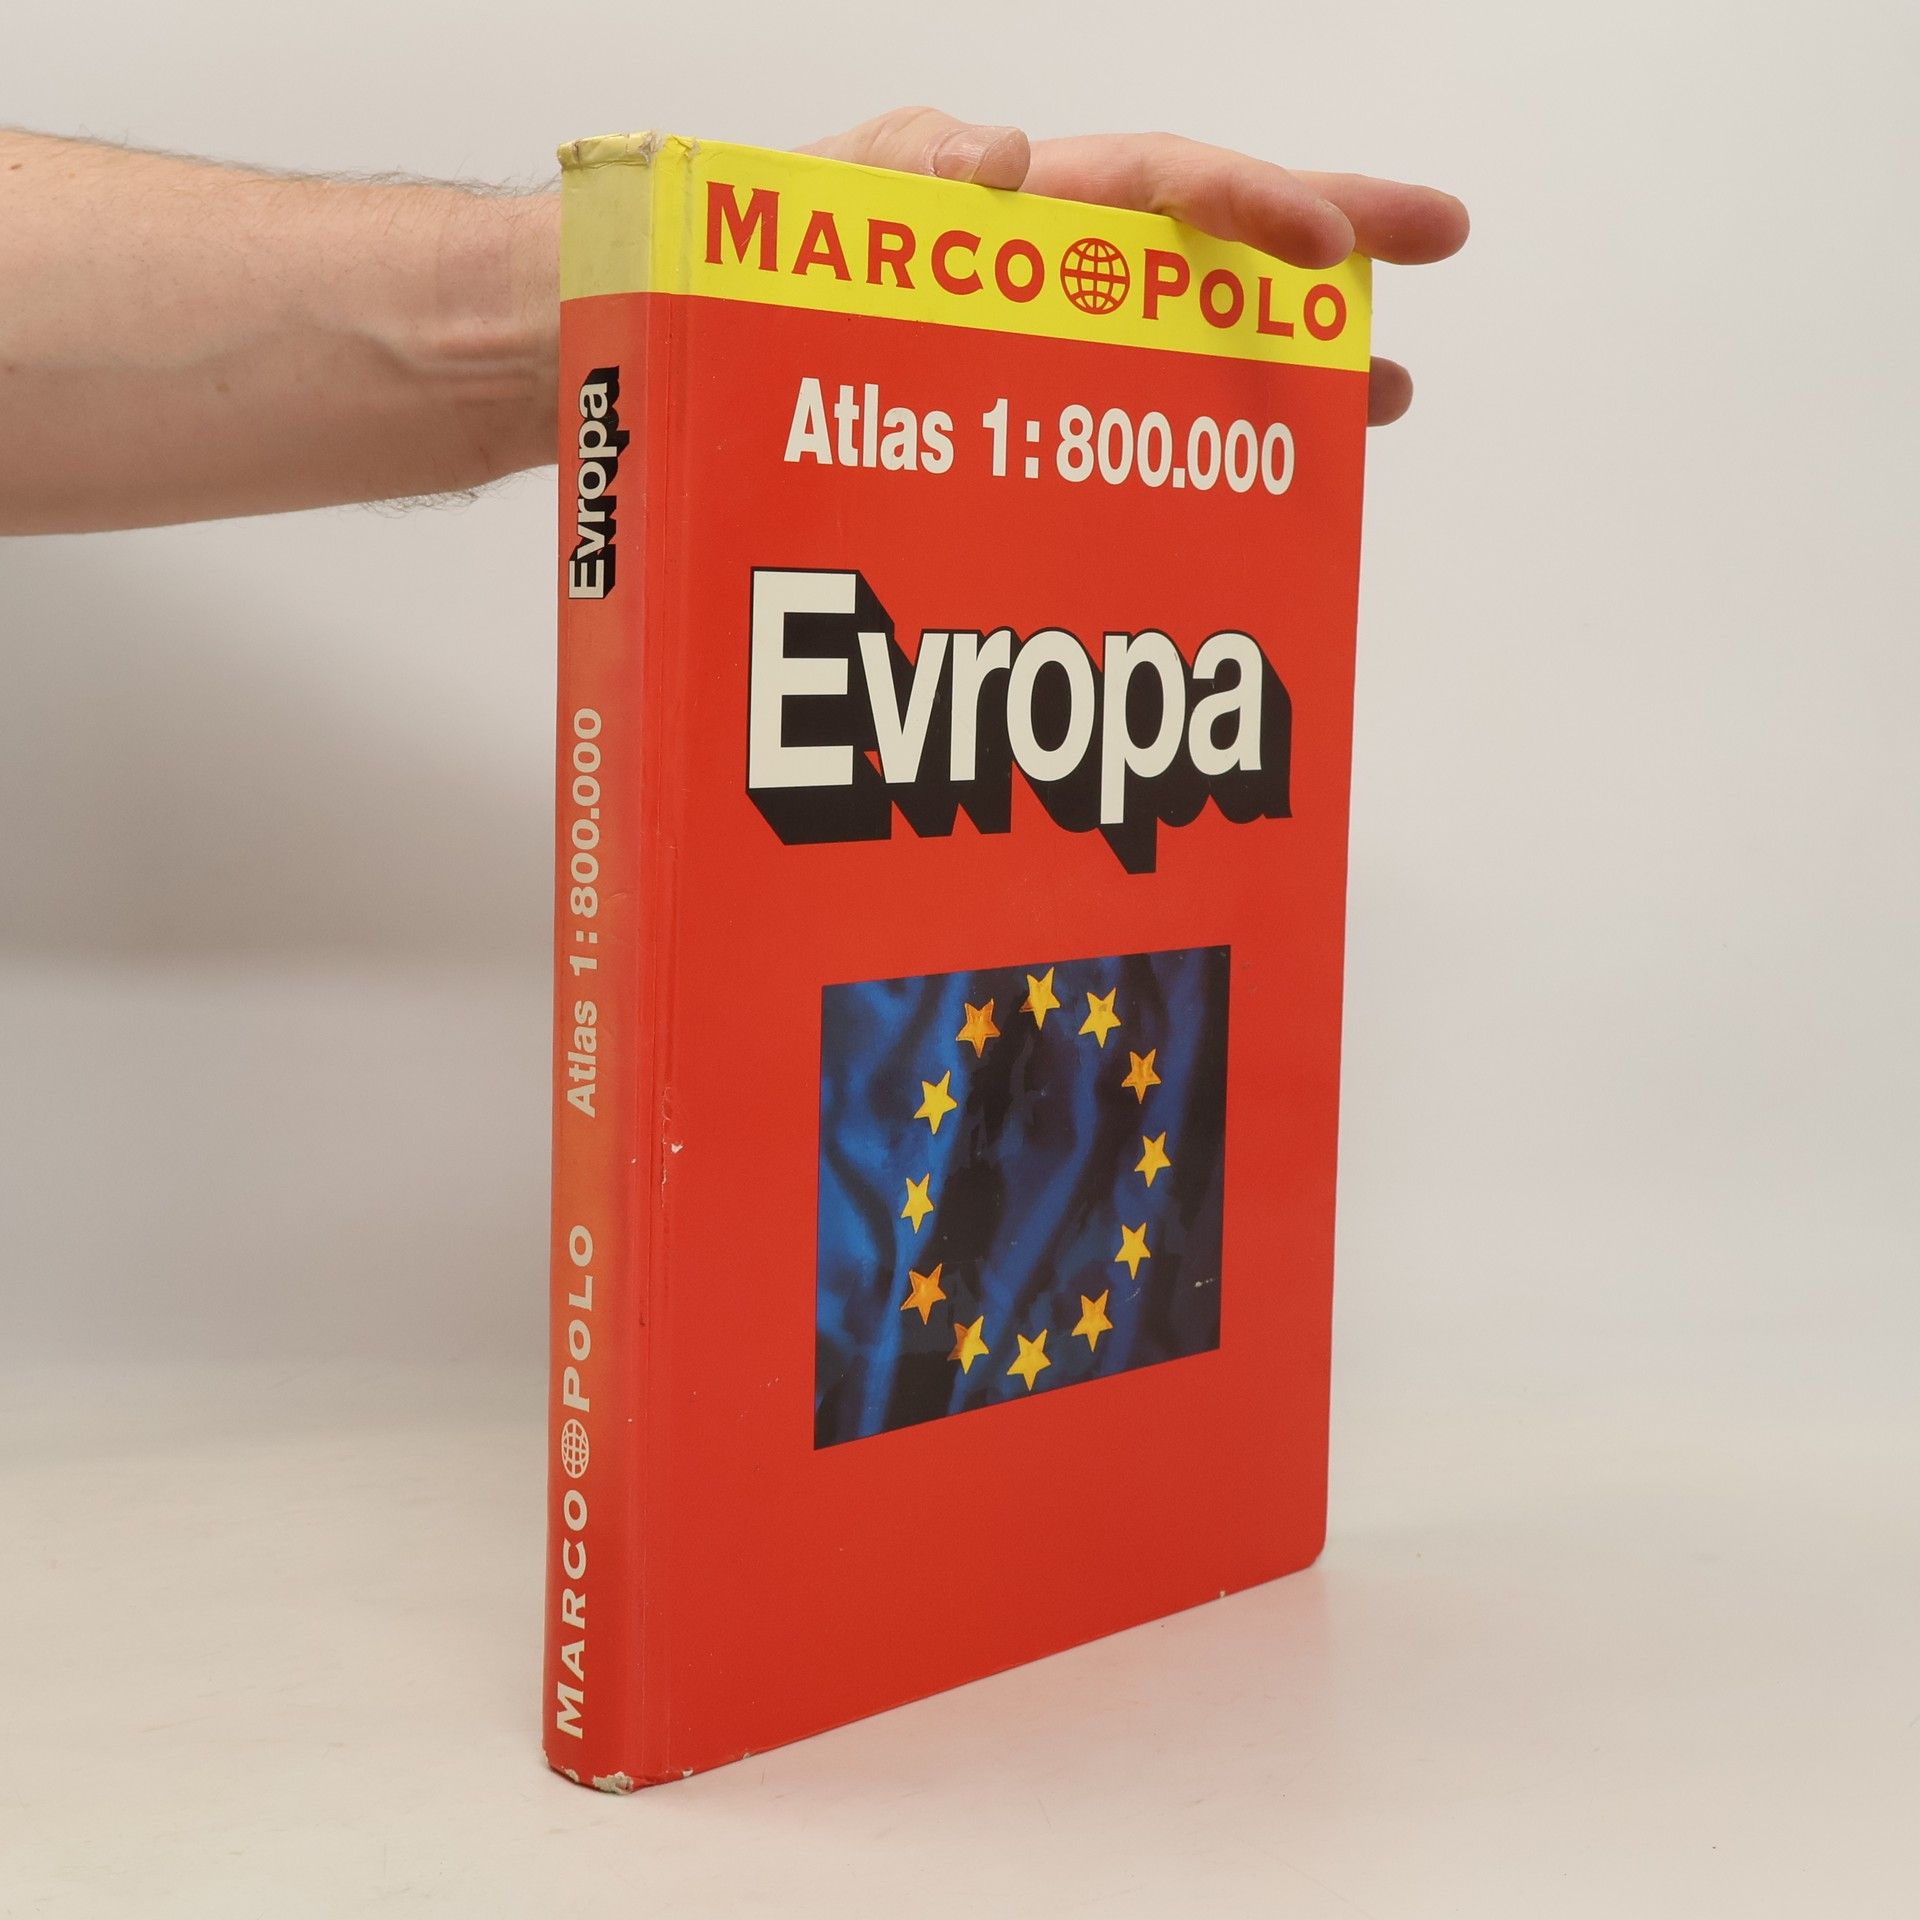 MARCO POLO
Atlas 1:800.000
Evropa
MARCO POLO Atlas 1:800.000 Evropa